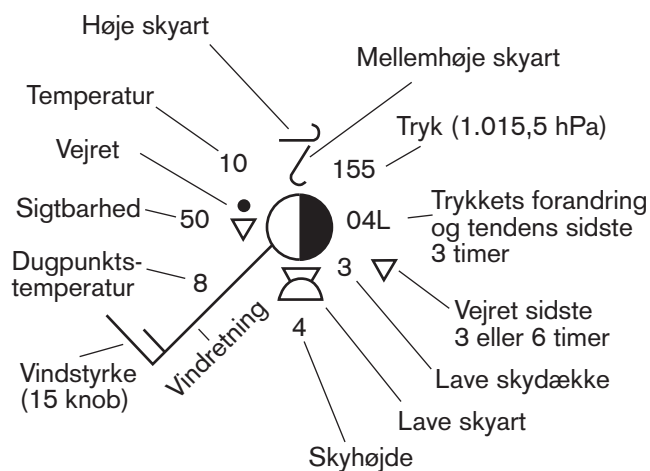 Høje skyart
Mellemhøje skyart
Temperatur
10
155
Tryk (1.015,5 hPa)
Vejret
Sigtbarhed
50
04L
Trykkets forandring
og tendens sidste
3 timer
Dugpunkts-
temperatur
8
3
Vejret sidste
3 eller 6 timer
4
Vindretning
Vindstyrke
(15 knob)
Lave skydække
Lave skyart
Skyhøjde